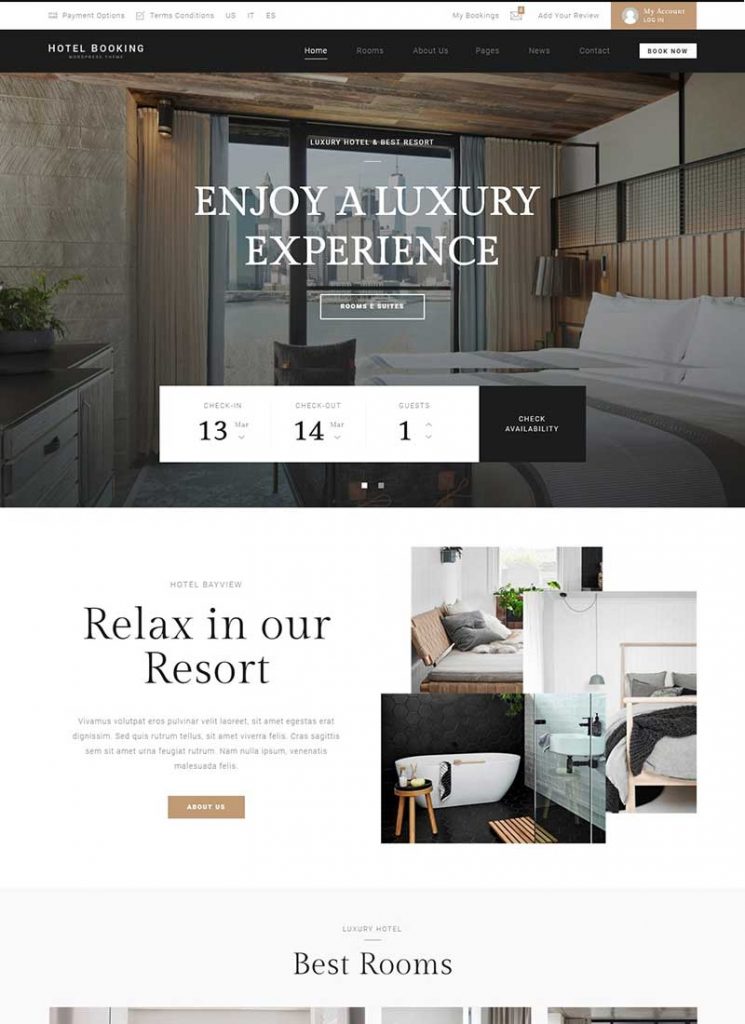 Payment Options Terms Conditions US IT ES My Bookings 4 Add Your Review My Account
LOG IN
HOTEL BOOKING
WORDPRESS THEME
Home Rooms About Us Pages News Contact BOOK NOW
LUXURY HOTEL & BEST RESORT
ENJOY A LUXURY
EXPERIENCE
ROOMS E SUITES
CHECK-IN CHECK-OUT GUESTS
13 Mar 14 Mar 1
CHECK
AVAILABILITY
HOTEL BAYVIEW
Relax in our
Resort
Vivamus volutpat eros pulvinar velit laoreet, sit amet egestas erat
dignissim. Sed quis rutrum tellus, sit amet viverra felis. Cras sagittis
sem sit amet urna feugiat rutrum. Nam nulla ipsum, venenatis
malesuada felis.
ABOUT US
LUXURY HOTEL
Best Rooms